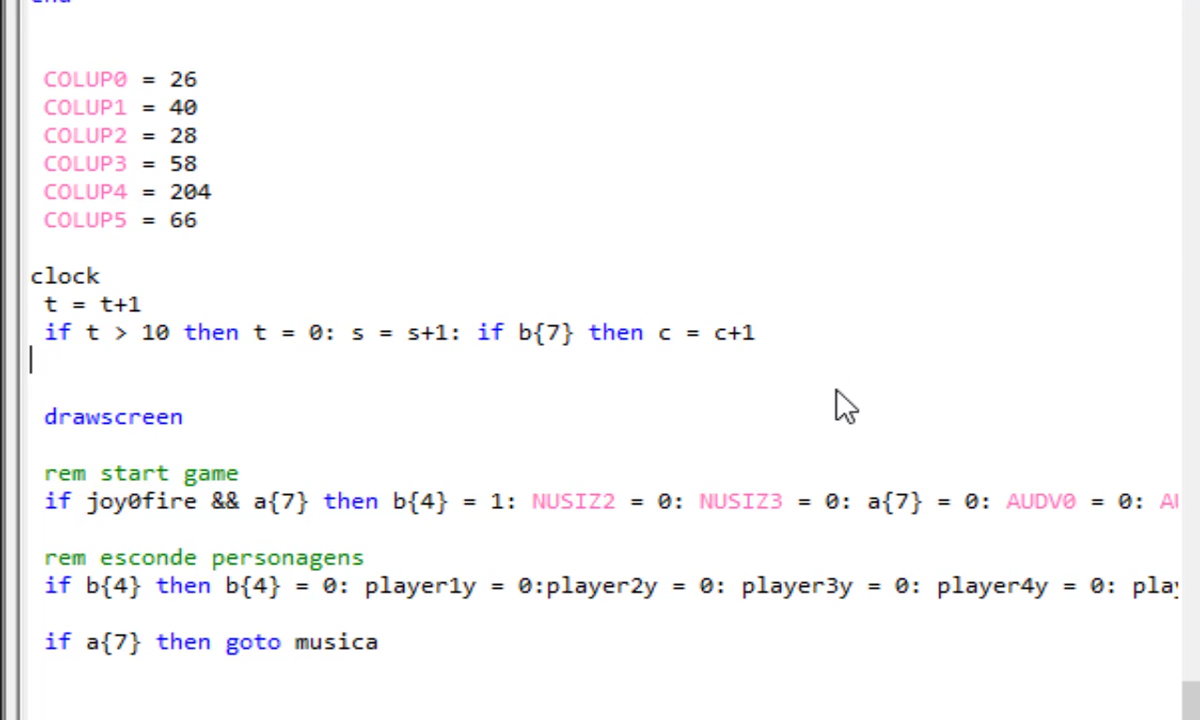 COLUP0 = 26
COLUP1 = 40
COLUP2 = 28
COLUP3 = 58
COLUP4 = 204
COLUP5 = 66
clock
t = t+1
if t > 10 then t = 0: s = s+1: if b{7} then c = c+1
drawscreen
rem start game
if joy0fire && a{7} then b{4} = 1: NUSIZ2 = 0: NUSIZ3 = 0: a{7} = 0: AUDV0 = 0:
rem esconde personagens
if b{4} then b{4} = 0: player1y = 0:player2y = 0: player3y = 0: player4y = 0:
if a{7} then goto musica